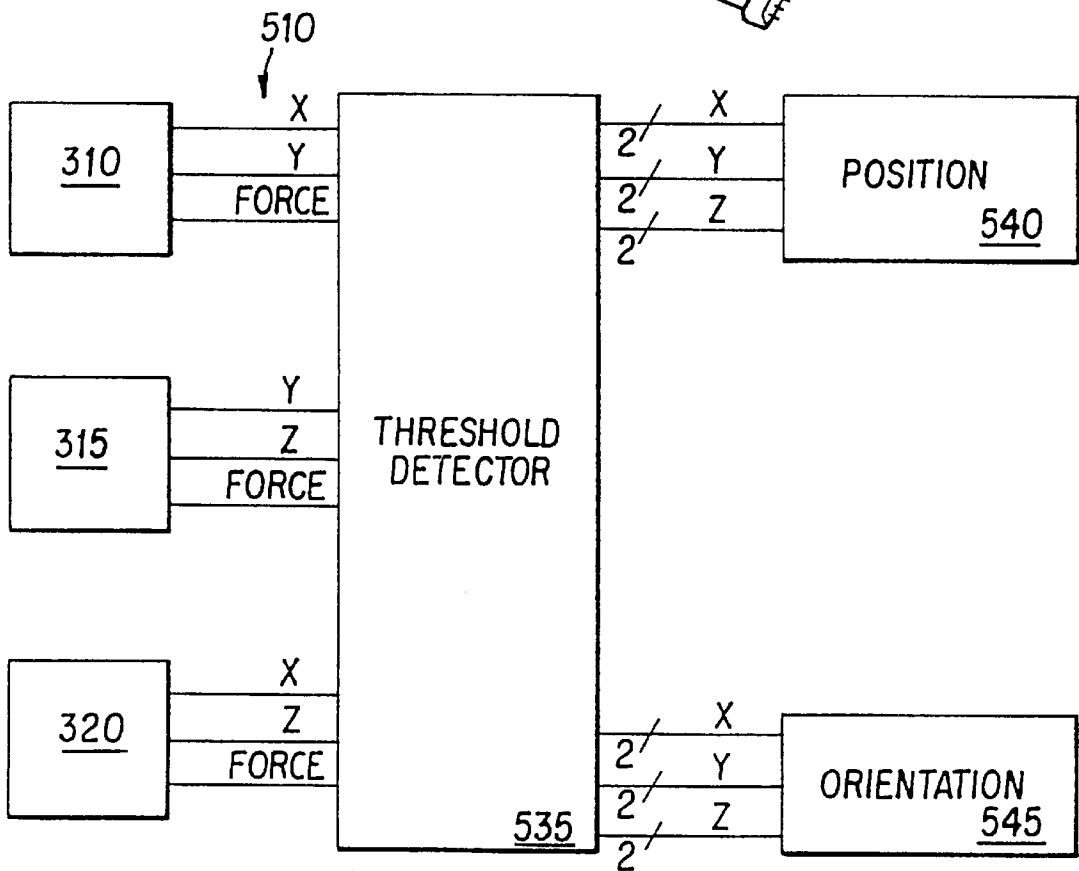 510
310
X
Y
FORCE
2
X
2
Y
2
Z
POSITION
540
315
Y
Z
FORCE
THRESHOLD
DETECTOR
320
X
Z
FORCE
535
2
X
2
Y
2
Z
ORIENTATION
545